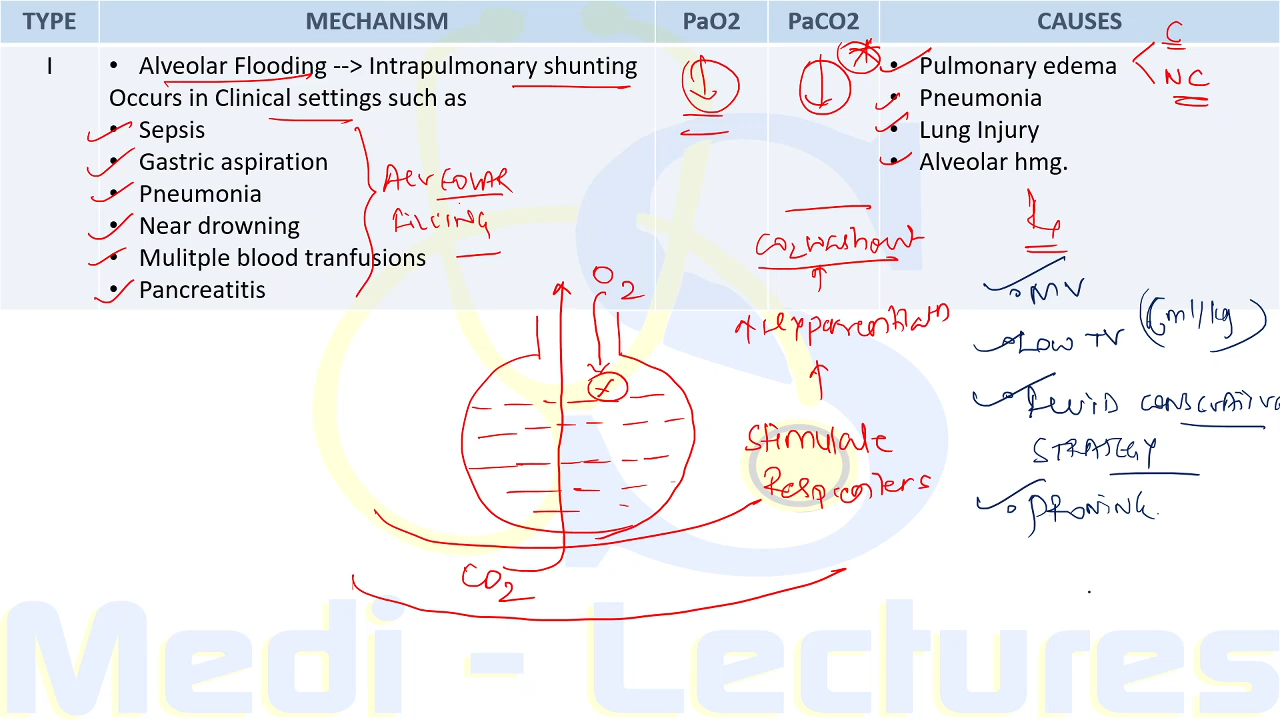 TYPE MECHANISM PaO2 PaCO2 CAUSES
I
• Alveolar Flooding --> Intrapulmonary shunting
Occurs in Clinical settings such as
• Sepsis
• Gastric aspiration
• Pneumonia
• Near drowning
• Mulitple blood tranfusions
• Pancreatitis
ALVEOLAR
FILLING
↓
↓ *
• Pulmonary edema
• Pneumonia
• Lung Injury
• Alveolar hmg.
C
NC
CO2 washout
↑
Hyperventilation
↑
Stimulate
Resp centers
O2
x
CO2
MV
LOW TV (6ml/kg)
FLUID CONSERVATIVE
STRATEGY
PRONING.
Medi - Lectures